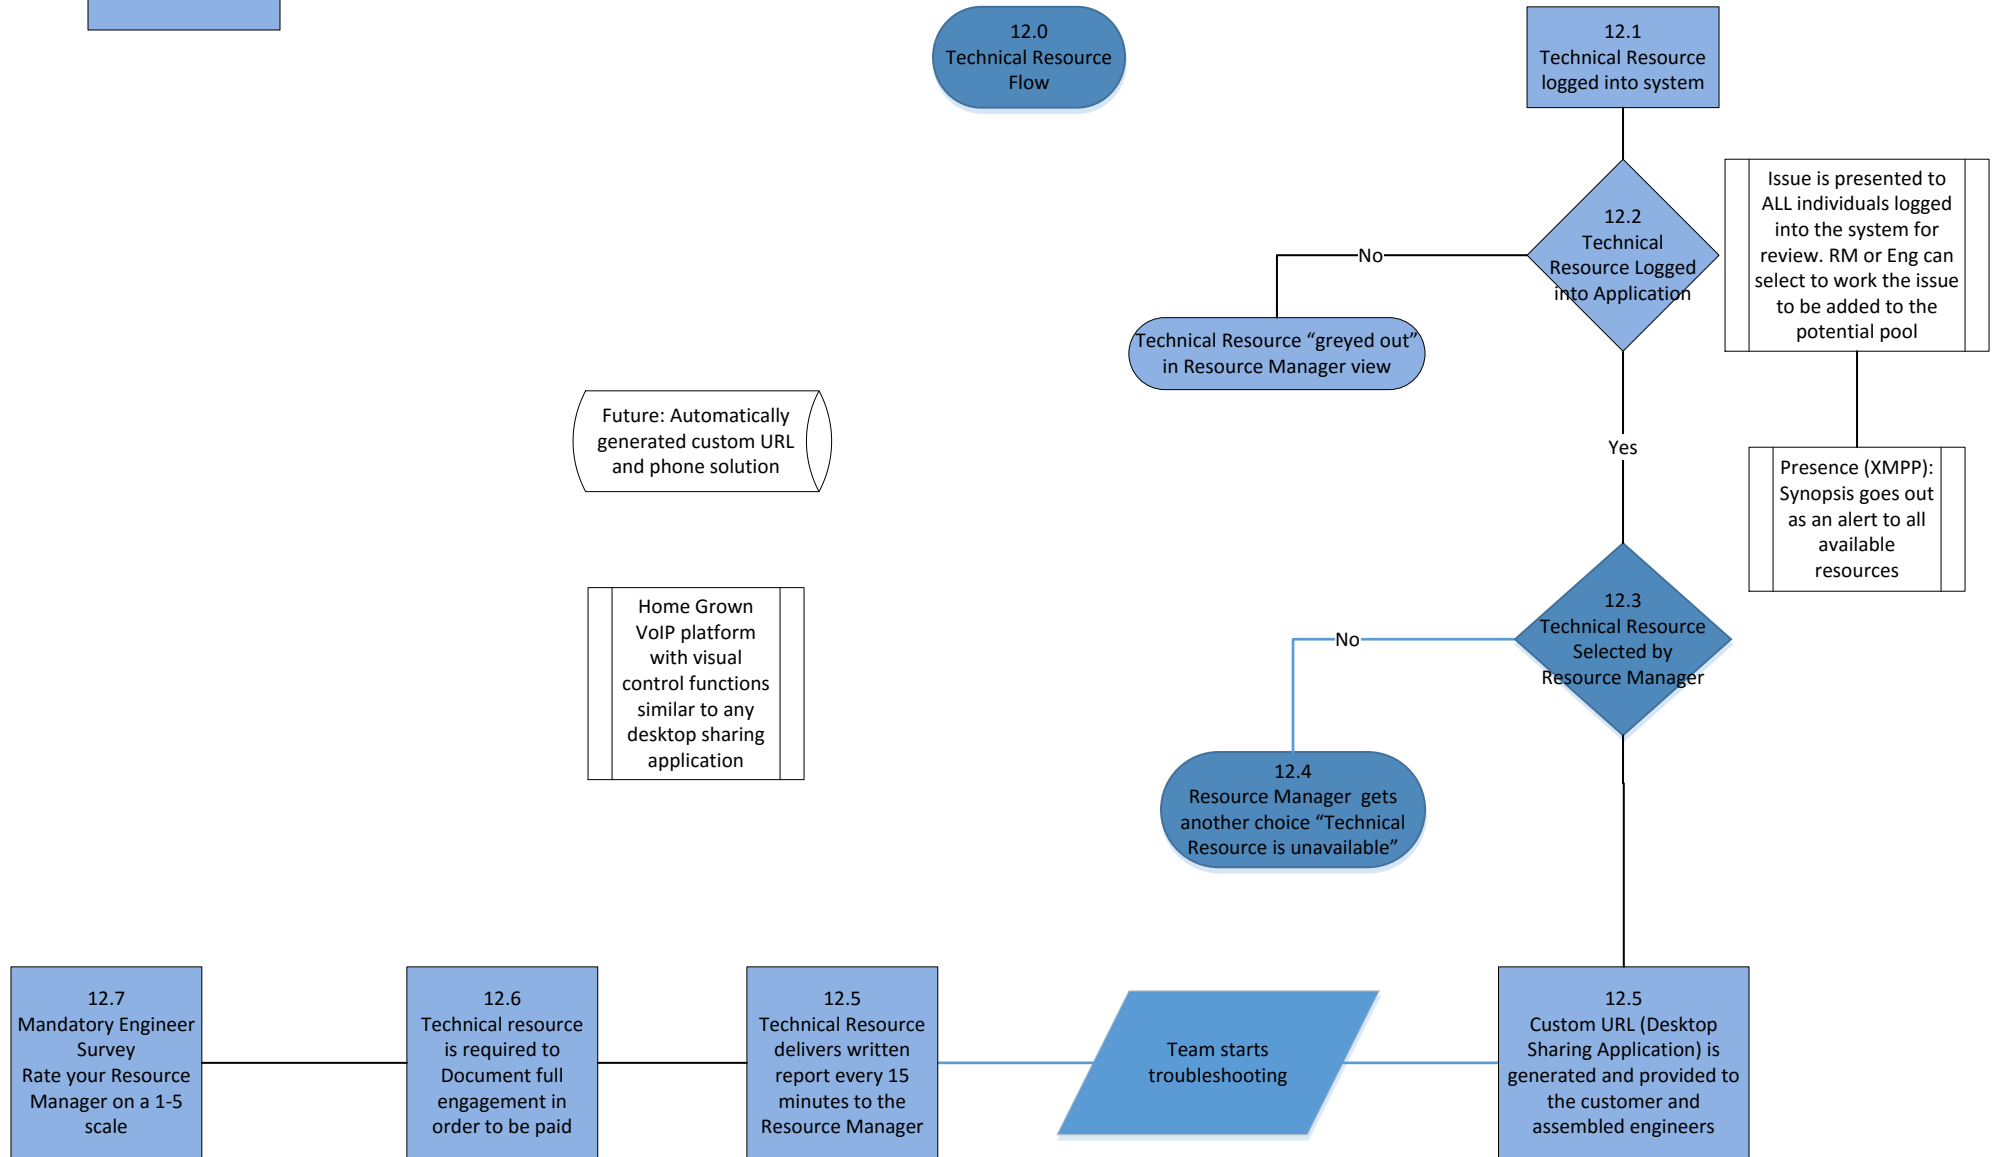 12.0
Technical Resource
Flow
12.1
Technical Resource
logged into system
12.2
Technical
Resource Logged
into Application
Issue is presented to
ALL individuals logged
into the system for
review. RM or Eng can
select to work the issue
to be added to the
potential pool
No
Technical Resource “greyed out”
in Resource Manager view
Future: Automatically
generated custom URL
and phone solution
Yes
Presence (XMPP):
Synopsis goes out
as an alert to all
available
resources
Home Grown
VoIP platform
with visual
control functions
similar to any
desktop sharing
application
12.3
Technical Resource
Selected by
Resource Manager
No
12.4
Resource Manager  gets
another choice “Technical
Resource is unavailable”
12.7
Mandatory Engineer
Survey
Rate your Resource
Manager on a 1-5
scale
12.6
Technical resource
is required to
Document full
engagement in
order to be paid
12.5
Technical Resource
delivers written
report every 15
minutes to the
Resource Manager
Team starts
troubleshooting
12.5
Custom URL (Desktop
Sharing Application) is
generated and provided to
the customer and
assembled engineers